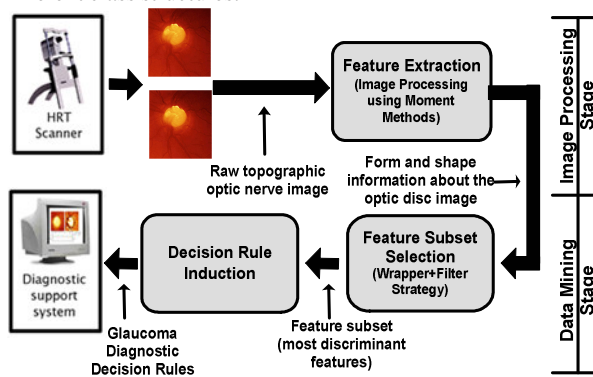 HRT
Scanner
Feature Extraction
(Image Processing
using Moment
Methods)
Raw topographic
optic nerve image
Form and shape
information about the
optic disc image
Image Processing
Stage
Diagnostic
support
system
Decision Rule
Induction
Feature Subset
Selection
(Wrapper+Filter
Strategy)
Glaucoma
Diagnostic
Decision Rules
Feature subset
(most discriminant
features)
Data Mining
Stage